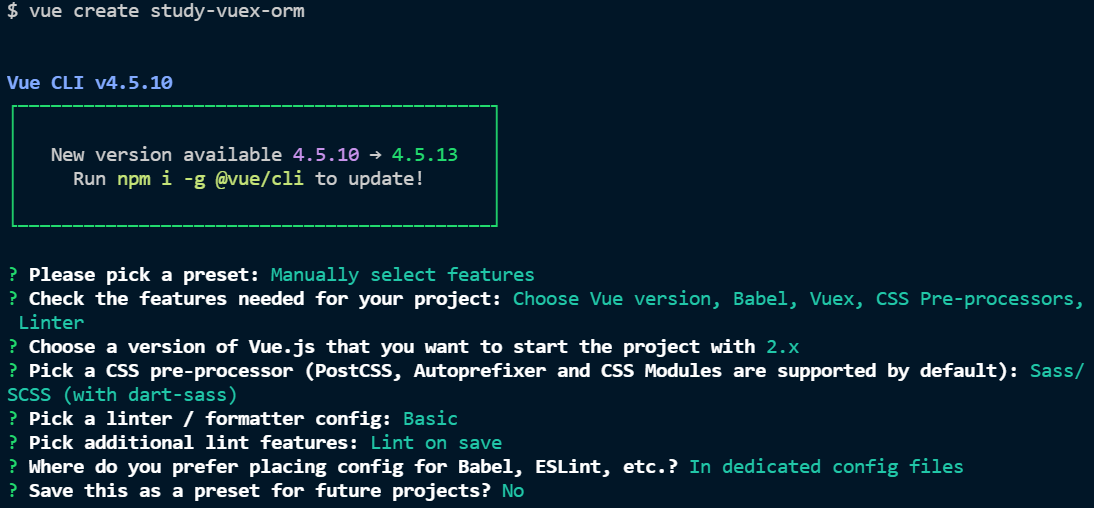 $ vue create study-vuex-orm
Vue CLI v4.5.10
New version available 4.5.10 → 4.5.13
Run npm i -g @vue/cli to update!
? Please pick a preset: Manually select features
? Check the features needed for your project: Choose Vue version, Babel, Vuex, CSS Pre-processors,
Linter
? Choose a version of Vue.js that you want to start the project with 2.x
? Pick a CSS pre-processor (PostCSS, Autoprefixer and CSS Modules are supported by default): Sass/
SCSS (with dart-sass)
? Pick a linter / formatter config: Basic
? Pick additional lint features: Lint on save
? Where do you prefer placing config for Babel, ESLint, etc.? In dedicated config files
? Save this as a preset for future projects? No